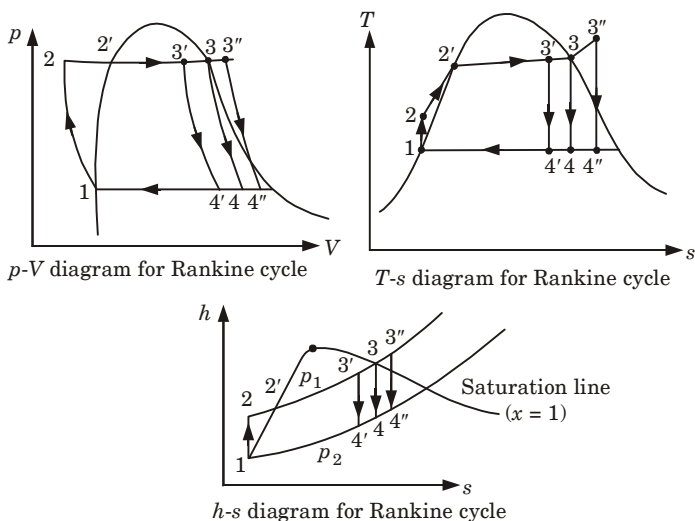 p
2
2′
3′
3
3″
1
4′ 4 4″
V
p-V diagram for Rankine cycle
T
3″
3′
3
2′
2
1
4′ 4 4″
s
T-s diagram for Rankine cycle
h
3″
3
3′
2′
p1
2
Saturation line
(x = 1)
4′ 4 4″
1
p2
s
h-s diagram for Rankine cycle